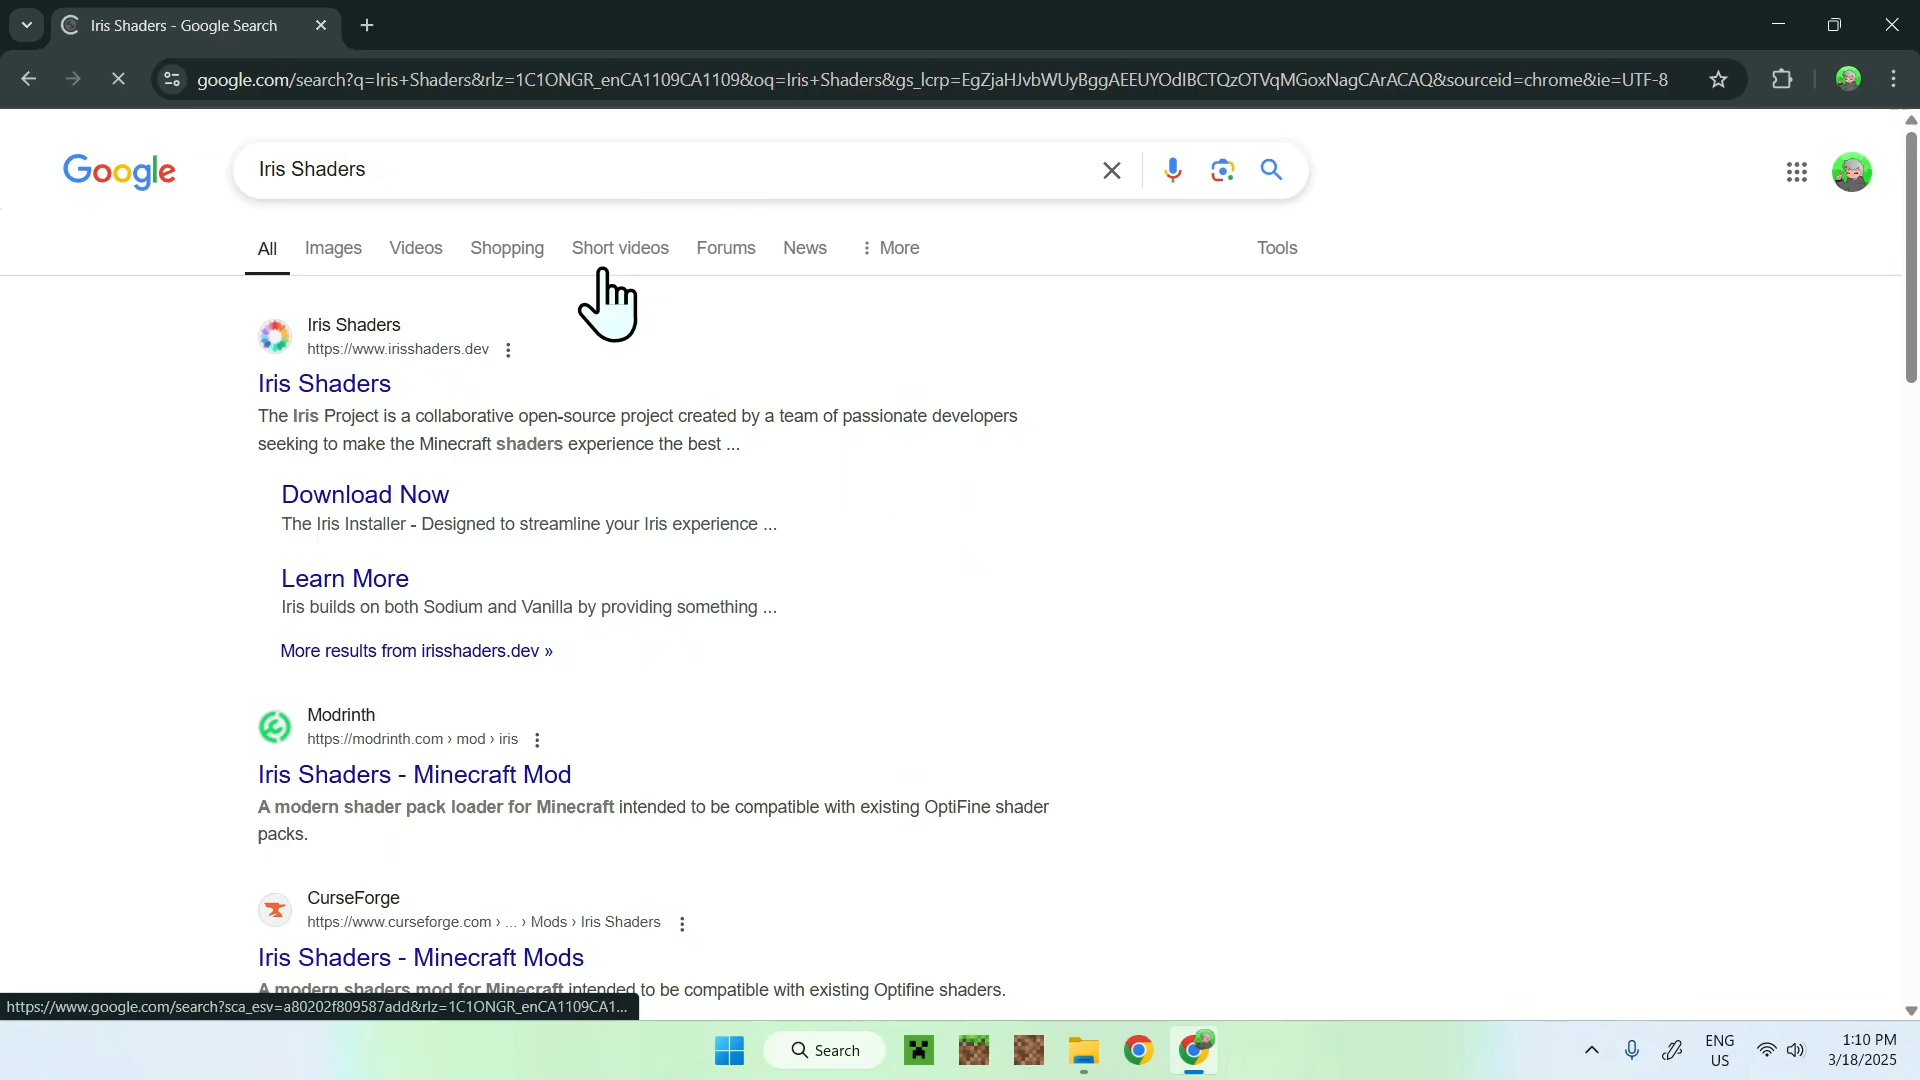 Iris Shaders - Google Search
google.com/search?q=Iris+Shaders&rlz=1C1ONGR_enCA1109CA1109&oq=Iris+Shaders&gs_lcrp=EgZjaHJvbWUyBggAEEUYOdIBCTQzOTVqMGoxNagCArACAQ&sourceid=chrome&ie=UTF-8
Google
Iris Shaders
All Images Videos Shopping Short videos Forums News More Tools
Iris Shaders
https://www.irisshaders.dev
Iris Shaders
The Iris Project is a collaborative open-source project created by a team of passionate developers
seeking to make the Minecraft shaders experience the best ...
Download Now
The Iris Installer - Designed to streamline your Iris experience ...
Learn More
Iris builds on both Sodium and Vanilla by providing something ...
More results from irisshaders.dev »
Modrinth
https://modrinth.com › mod › iris
Iris Shaders - Minecraft Mod
A modern shader pack loader for Minecraft intended to be compatible with existing OptiFine shader
packs.
CurseForge
https://www.curseforge.com › ... › Mods › Iris Shaders
Iris Shaders - Minecraft Mods
A modern shaders mod for Minecraft intended to be compatible with existing Optifine shaders.
https://www.google.com/search?sca_esv=a80202f809587add&rlz=1C1ONGR_enCA1109CA1...
Search
ENG
US
1:10 PM
3/18/2025